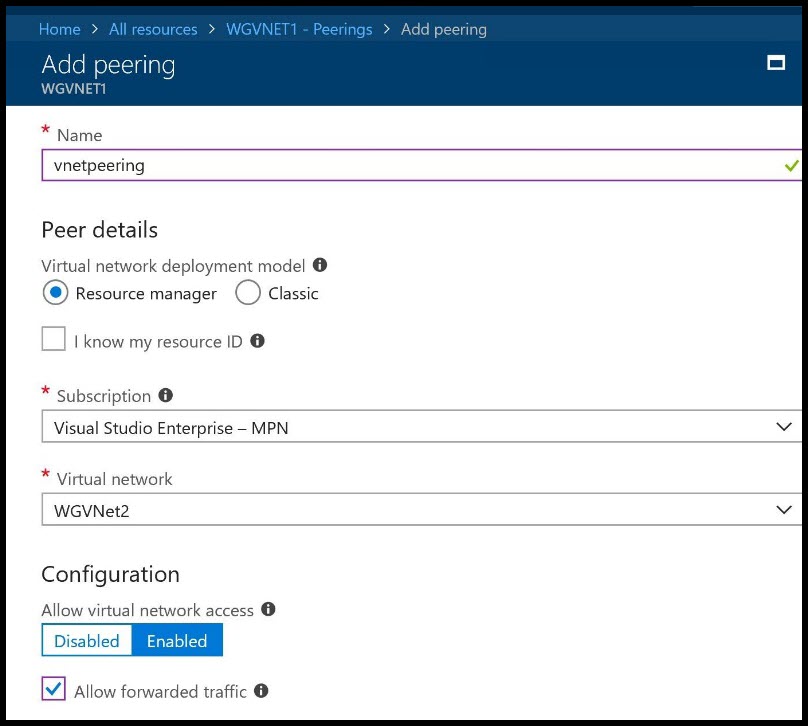 Home > All resources > WGVNET1 - Peerings > Add peering
Add peering
WGVNET1
* Name
vnetpeering
Peer details
Virtual network deployment model
Resource manager Classic
I know my resource ID
* Subscription
Visual Studio Enterprise – MPN
* Virtual network
WGVNet2
Configuration
Allow virtual network access
Disabled Enabled
Allow forwarded traffic